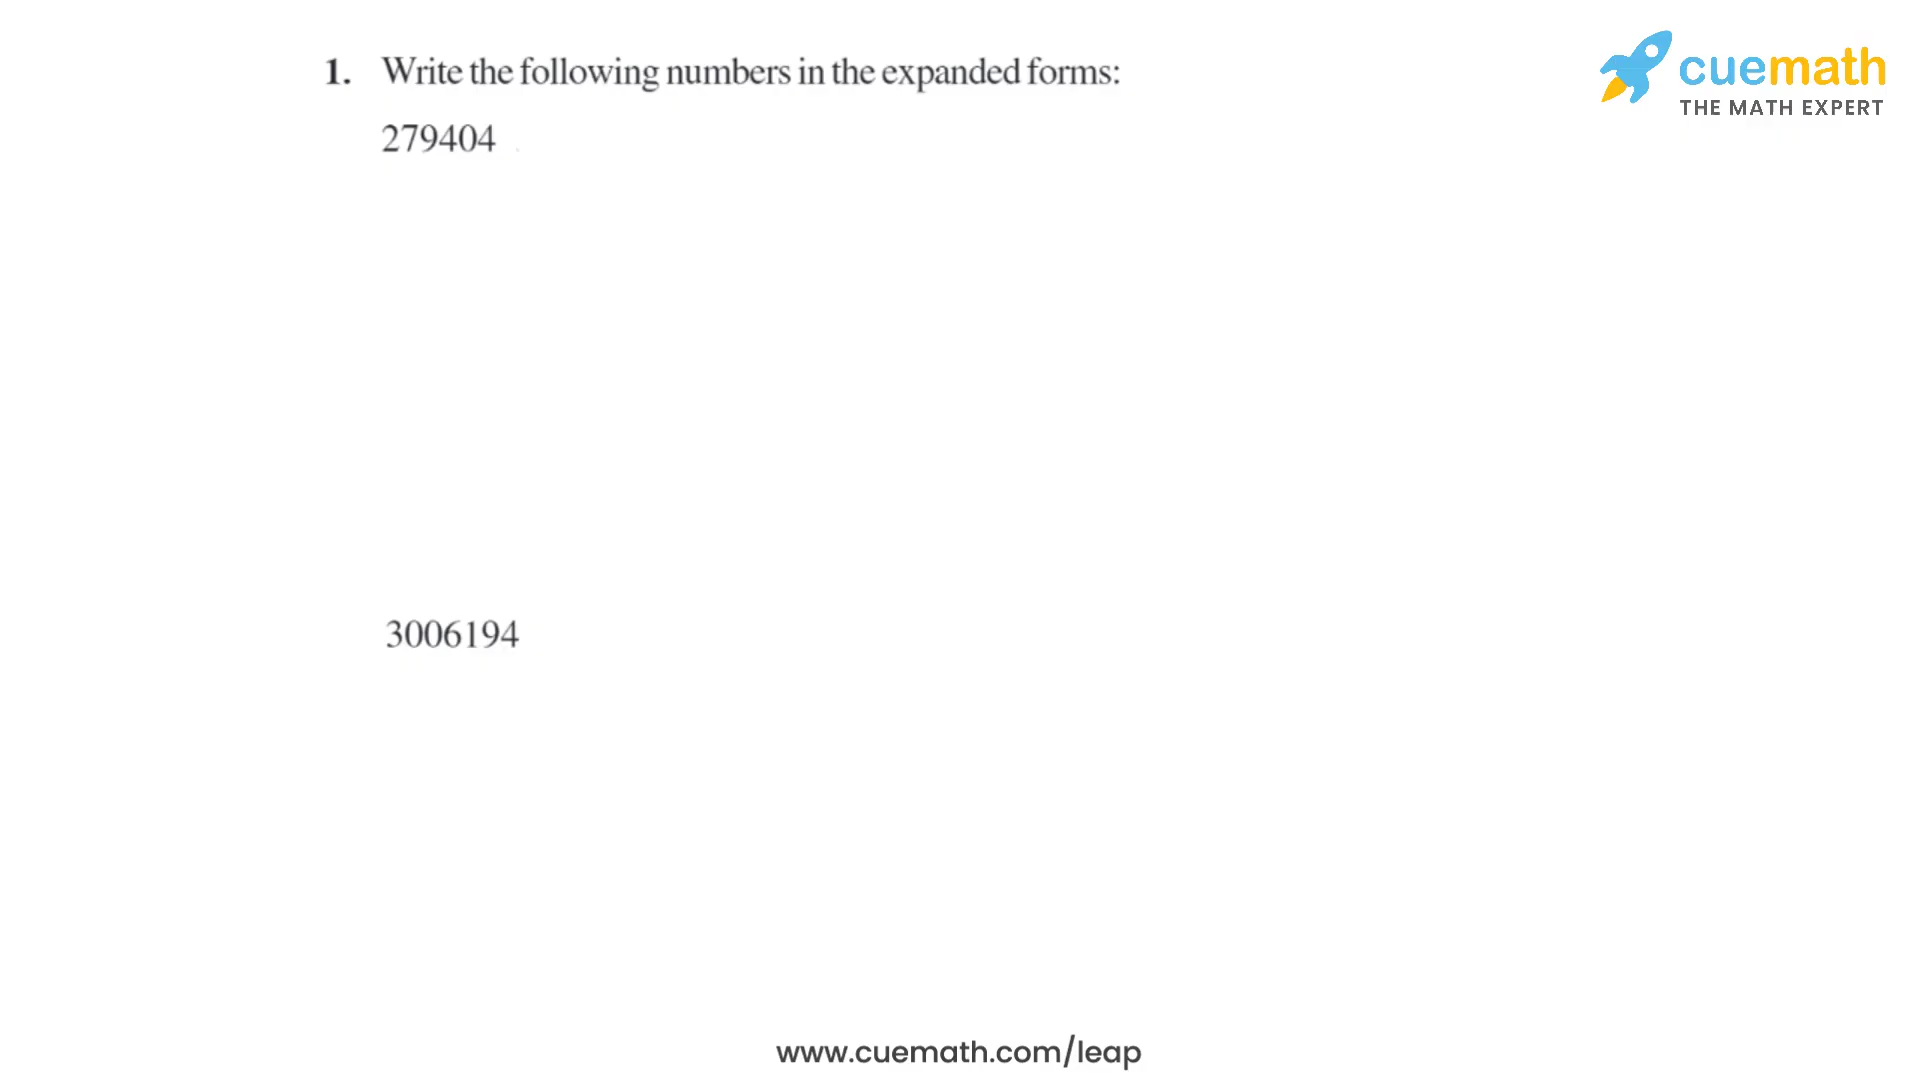 1. Write the following numbers in the expanded forms:
279404
3006194
cuemath
THE MATH EXPERT
www.cuemath.com/leap